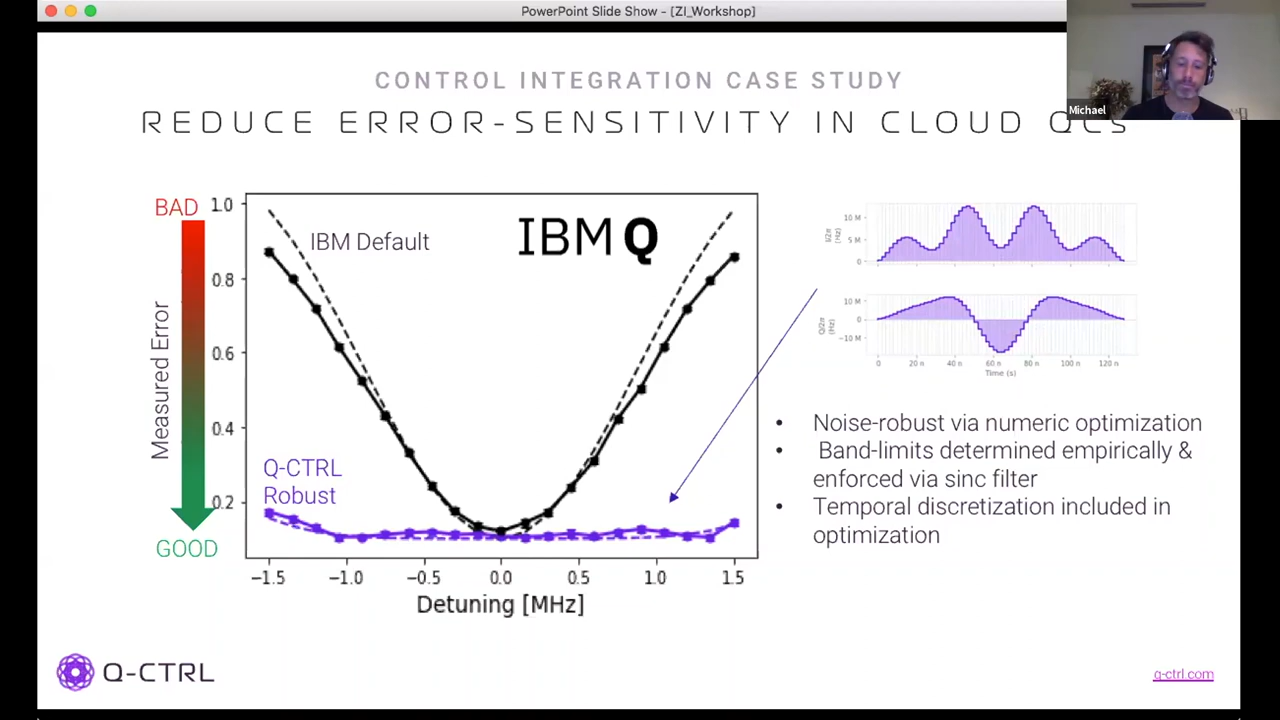 PowerPoint Slide Show - [ZI_Workshop]
Michael
CONTROL INTEGRATION CASE STUDY
REDUCE ERROR-SENSITIVITY IN CLOUD QCs
BAD
Measured Error
GOOD
1.0
0.8
0.6
0.4
0.2
IBM Default
IBM Q
Q-CTRL
Robust
−1.5 −1.0 −0.5 0.0 0.5 1.0 1.5
Detuning [MHz]
I/2π
(Hz)
10 M
5 M
0
Q/2π
(Hz)
10 M
0
−10 M
0 20 n 40 n 60 n 80 n 100 n 120 n
Time (s)
• Noise-robust via numeric optimization
• Band-limits determined empirically &
enforced via sinc filter
• Temporal discretization included in
optimization
Q-CTRL
q-ctrl.com